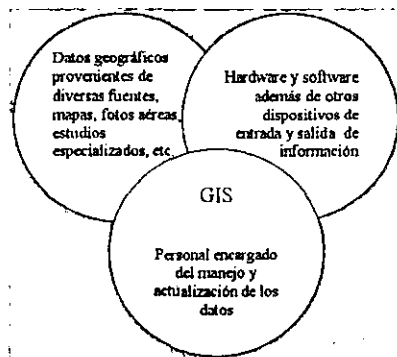 Datos geográficos
provenientes de
diversas fuentes,
mapas, fotos aéreas,
estudios
especializados, etc.
Hardware y software
además de otros
dispositivos de
entrada y salida de
información
GIS
Personal encargado
del manejo y
actualización de los
datos